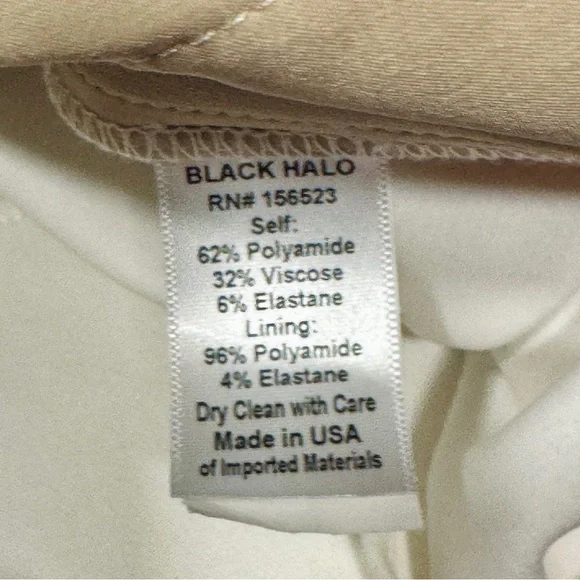 BLACK HALO
RN# 156523
Self:
62% Polyamide
32% Viscose
6% Elastane
Lining:
96% Polyamide
4% Elastane
Dry Clean with Care
Made in USA
of Imported Materials